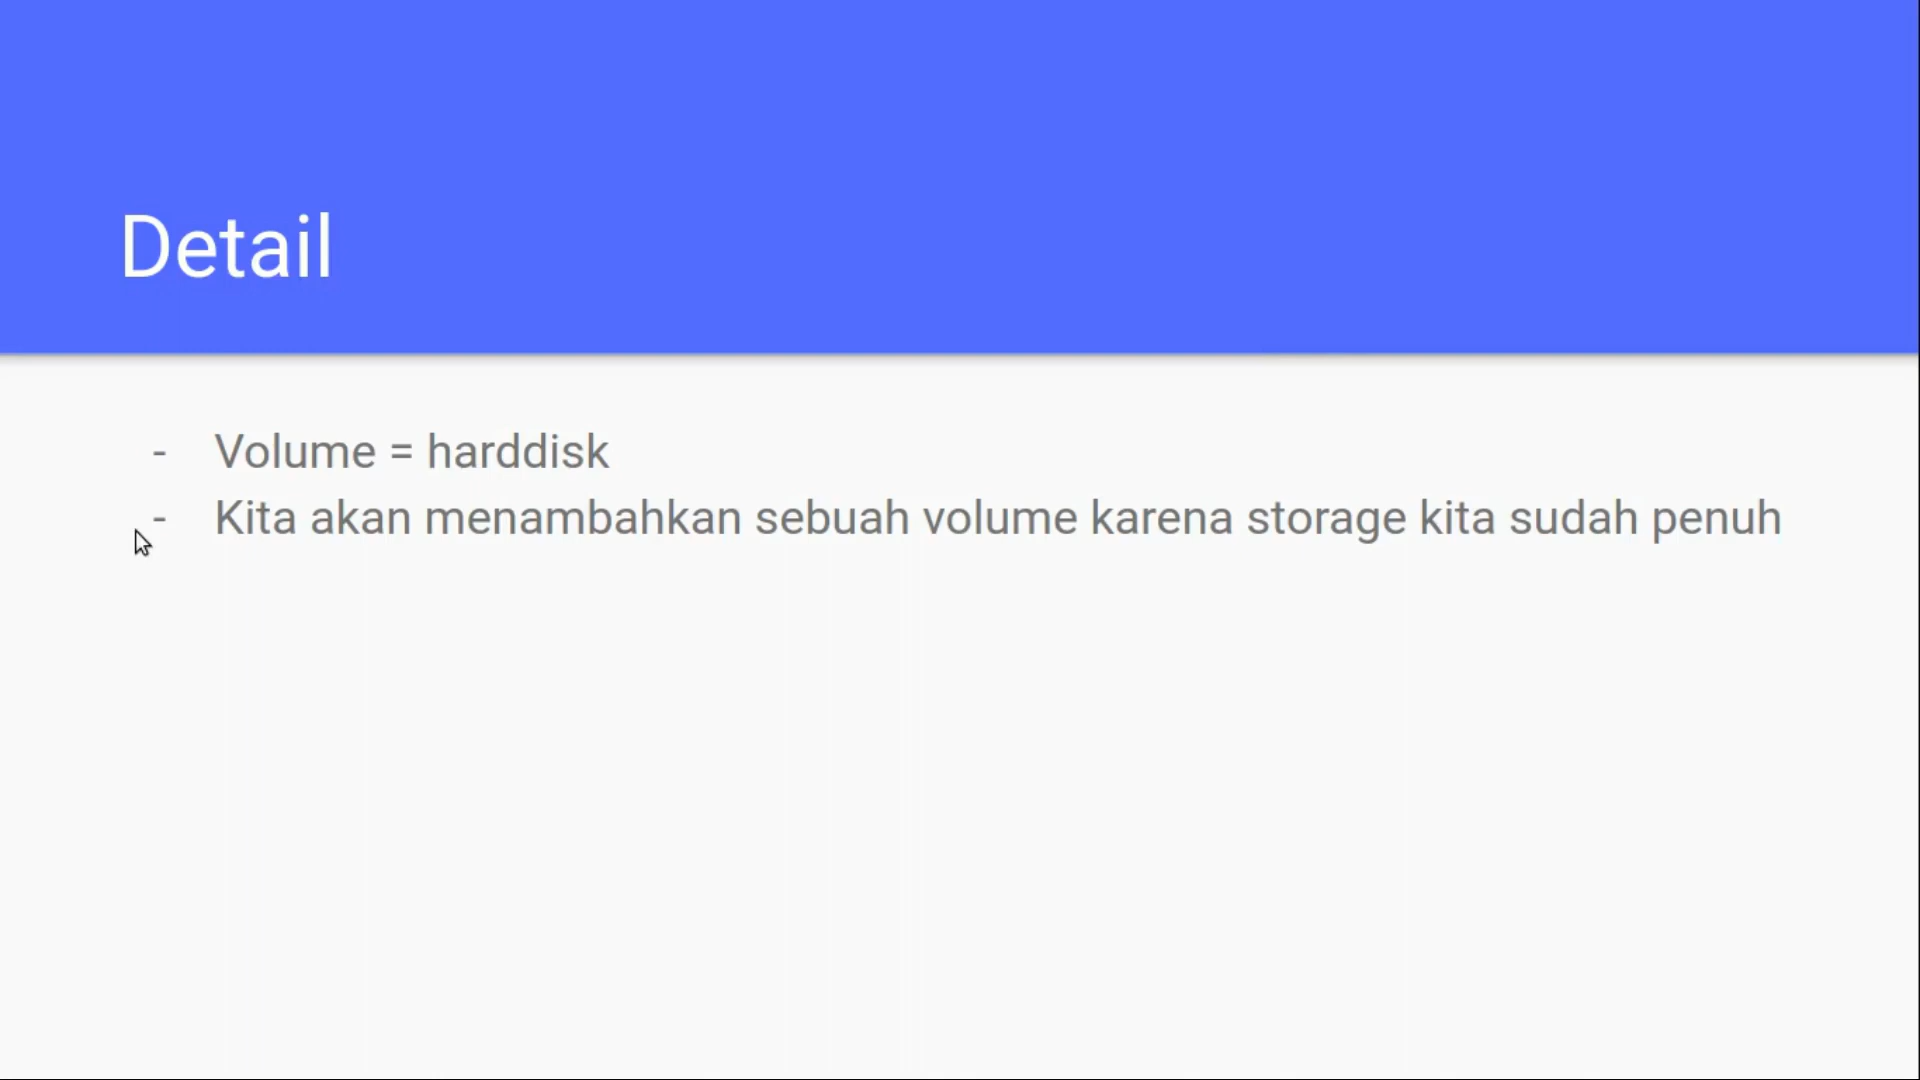 Detail
- Volume = harddisk
- Kita akan menambahkan sebuah volume karena storage kita sudah penuh